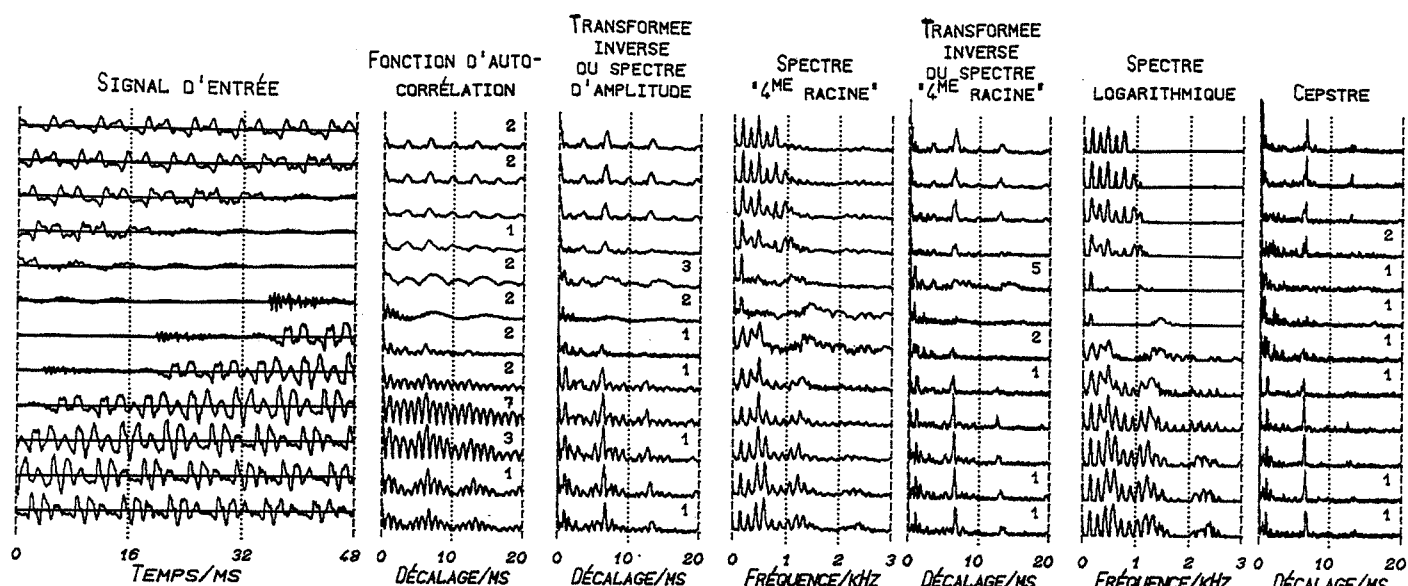 SIGNAL D'ENTRÉE
FONCTION D'AUTO-
CORRÉLATION
TRANSFORMEE
INVERSE
DU SPECTRE
D'AMPLITUDE
SPECTRE
"4ME RACINE"
TRANSFORMEE
INVERSE
DU SPECTRE
"4ME RACINE"
SPECTRE
LOGARITHMIQUE
CEPSTRE
2
2
1
2
2
2
2
7
3
1
3
2
1
1
1
1
1
5
2
1
1
1
1
2
1
1
1
1
1
1
1
0 16 32 48
TEMPS/MS
0 10 20
DÉCALAGE/MS
0 10 20
DÉCALAGE/MS
0 1 2 3
FRÉQUENCE/KHZ
0 10 20
DÉCALAGE/MS
0 1 2 3
FRÉQUENCE/KHZ
0 10 20
DÉCALAGE/MS